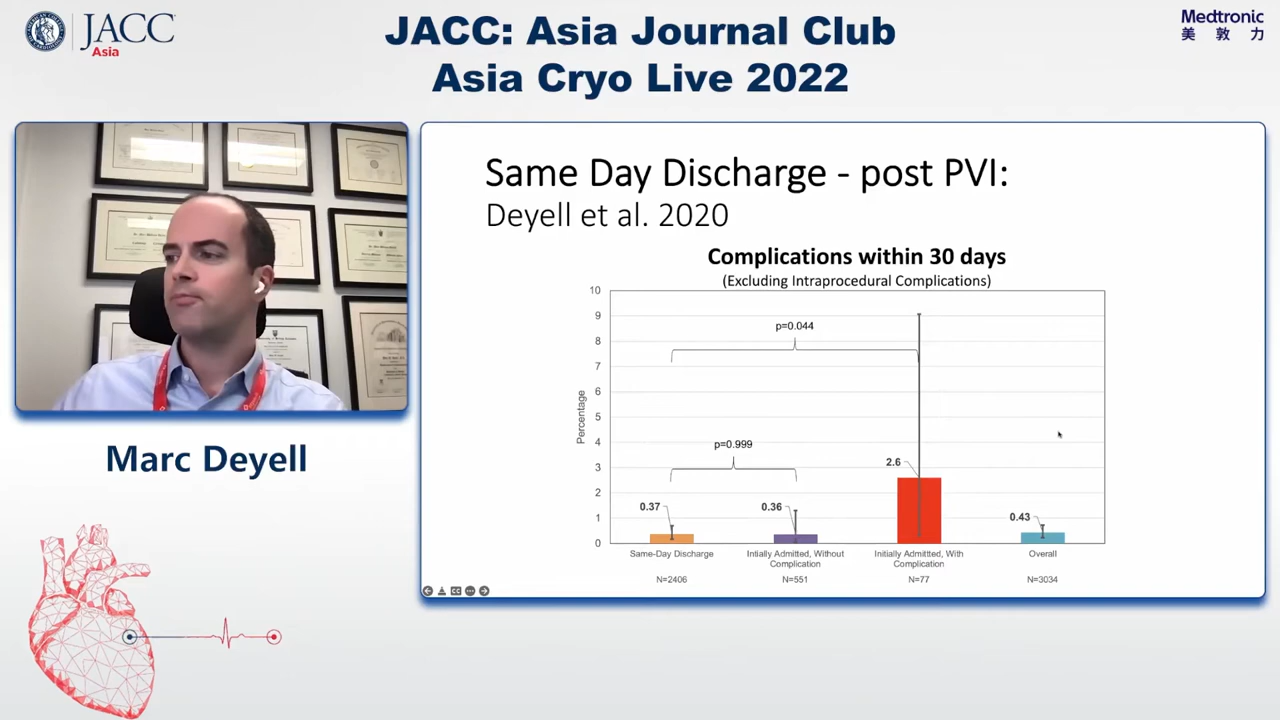 JACC
Asia
JACC: Asia Journal Club
Asia Cryo Live 2022
Medtronic
美 敦 力
Marc Deyell
Same Day Discharge - post PVI:
Deyell et al. 2020
Complications within 30 days
(Excluding Intraprocedural Complications)
Percentage
10
9
8
7
6
5
4
3
2
1
0
p=0.044
p=0.999
0.37
0.36
2.6
0.43
Same-Day Discharge
Intially Admitted, Without
Complication
Initially Admittted, With
Complication
Overall
N=2406
N=551
N=77
N=3034
CC